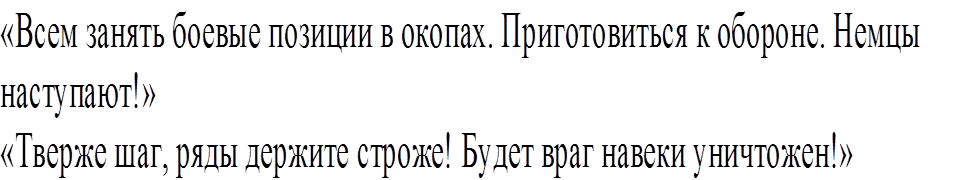 «Всем занять боевые позиции в окопах. Приготовиться к обороне. Немцы
наступают!»
«Тверже шаг, ряды держите строже! Будет враг навеки уничтожен!»